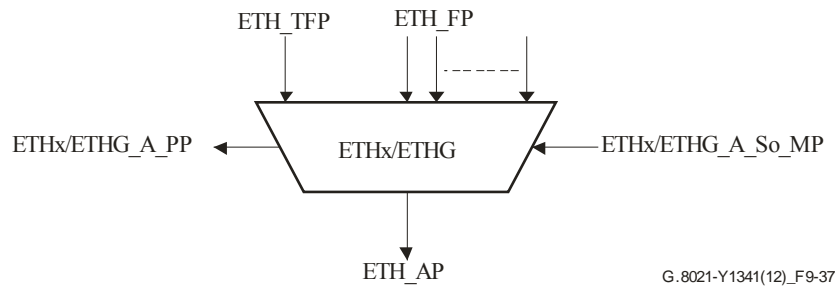 ETH_TFP
ETH_FP
ETHx/ETHG_A_PP
ETHx/ETHG
ETHx/ETHG_A_So_MP
ETH_AP
G.8021-Y1341(12)_F9-37